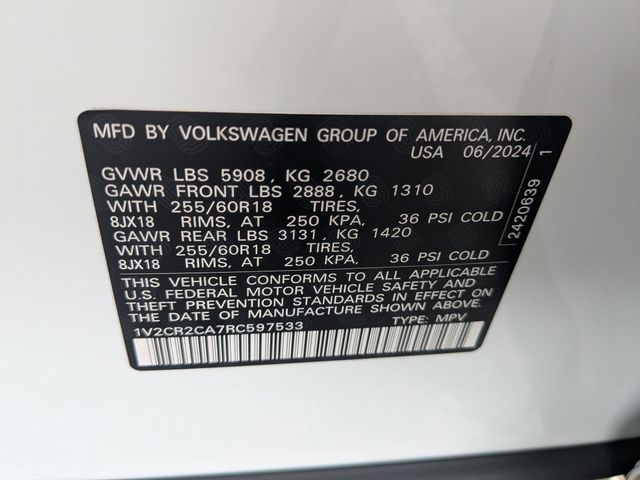 MFD BY VOLKSWAGEN GROUP OF AMERICA, INC.
USA 06/2024
GVWR LBS 5908, KG 2680
GAWR FRONT LBS 2888, KG 1310
WITH 255/60R18 TIRES,
8JX18 RIMS, AT 250 KPA, 36 PSI COLD
GAWR REAR LBS 3131, KG 1420
WITH 255/60R18 TIRES,
8JX18 RIMS, AT 250 KPA, 36 PSI COLD
THIS VEHICLE CONFORMS TO ALL APPLICABLE
U.S. FEDERAL MOTOR VEHICLE SAFETY AND
THEFT PREVENTION STANDARDS IN EFFECT ON
THE DATE OF MANUFACTURE SHOWN ABOVE.
1V2CR2CA7RC597533 TYPE: MPV
2420639 1